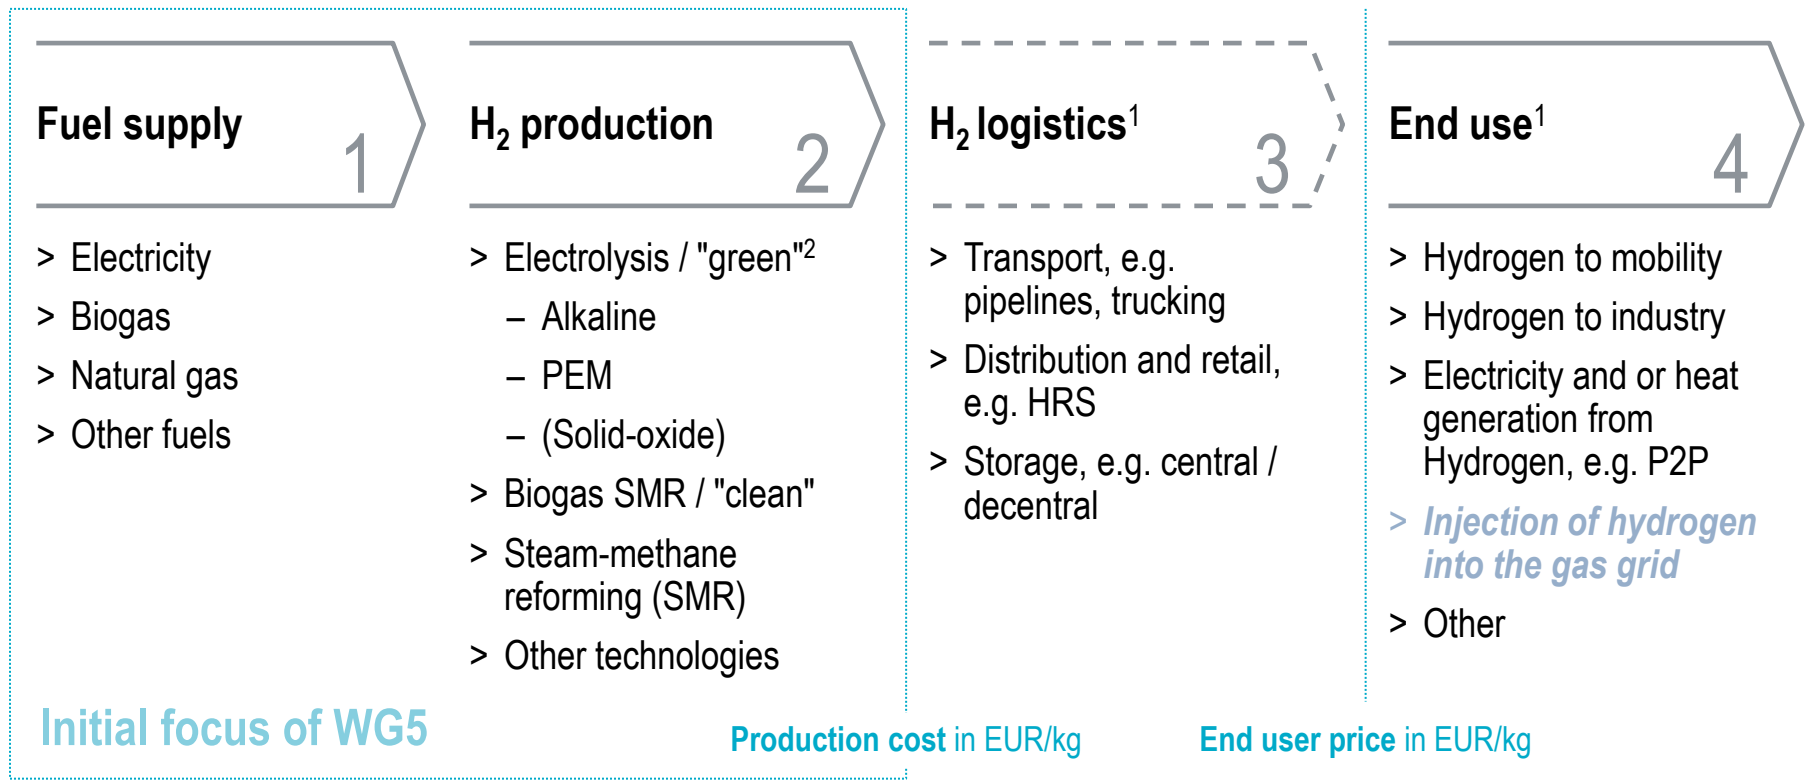 Fuel supply
1
> Electricity
> Biogas
> Natural gas
> Other fuels
H₂ production
2
> Electrolysis / "green"²
– Alkaline
– PEM
– (Solid-oxide)
> Biogas SMR / "clean"
> Steam-methane
reforming (SMR)
> Other technologies
H₂ logistics¹
3
> Transport, e.g.
pipelines, trucking
> Distribution and retail,
e.g. HRS
> Storage, e.g. central /
decentral
End use¹
4
> Hydrogen to mobility
> Hydrogen to industry
> Electricity and or heat
generation from
Hydrogen, e.g. P2P
> Injection of hydrogen
into the gas grid
> Other
Initial focus of WG5
Production cost in EUR/kg
End user price in EUR/kg